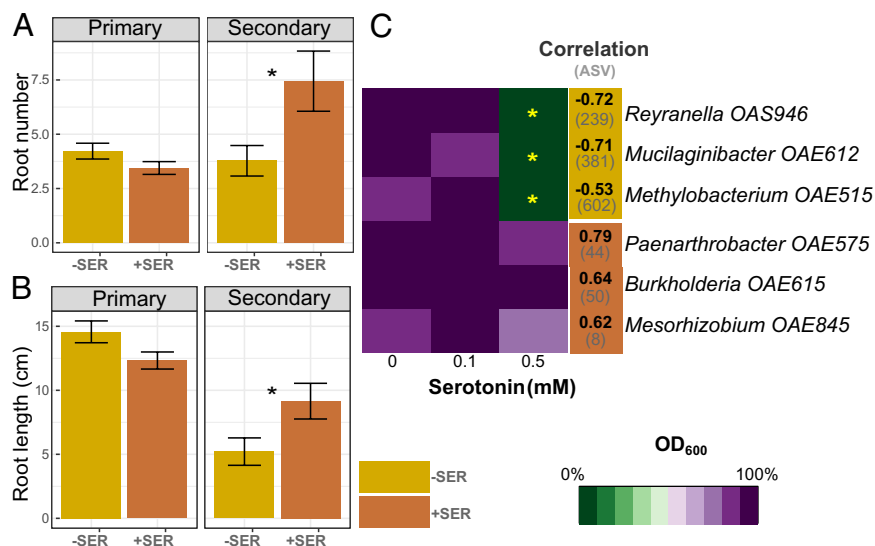 A
Primary
Secondary
Root number
7.5
5.0
2.5
0.0
*
-SER
+SER
-SER
+SER
B
Primary
Secondary
Root length (cm)
15
10
5
0
*
-SER
+SER
-SER
+SER
-SER
+SER
C
Correlation
(ASV)
* -0.72 Reyranella OAS946
(239)
* -0.71 Mucilaginibacter OAE612
(381)
* -0.53 Methylobacterium OAE515
(602)
0.79 Paenarthrobacter OAE575
(44)
0.64 Burkholderia OAE615
(50)
0.62 Mesorhizobium OAE845
(8)
0 0.1 0.5
Serotonin (mM)
OD600
0% 100%